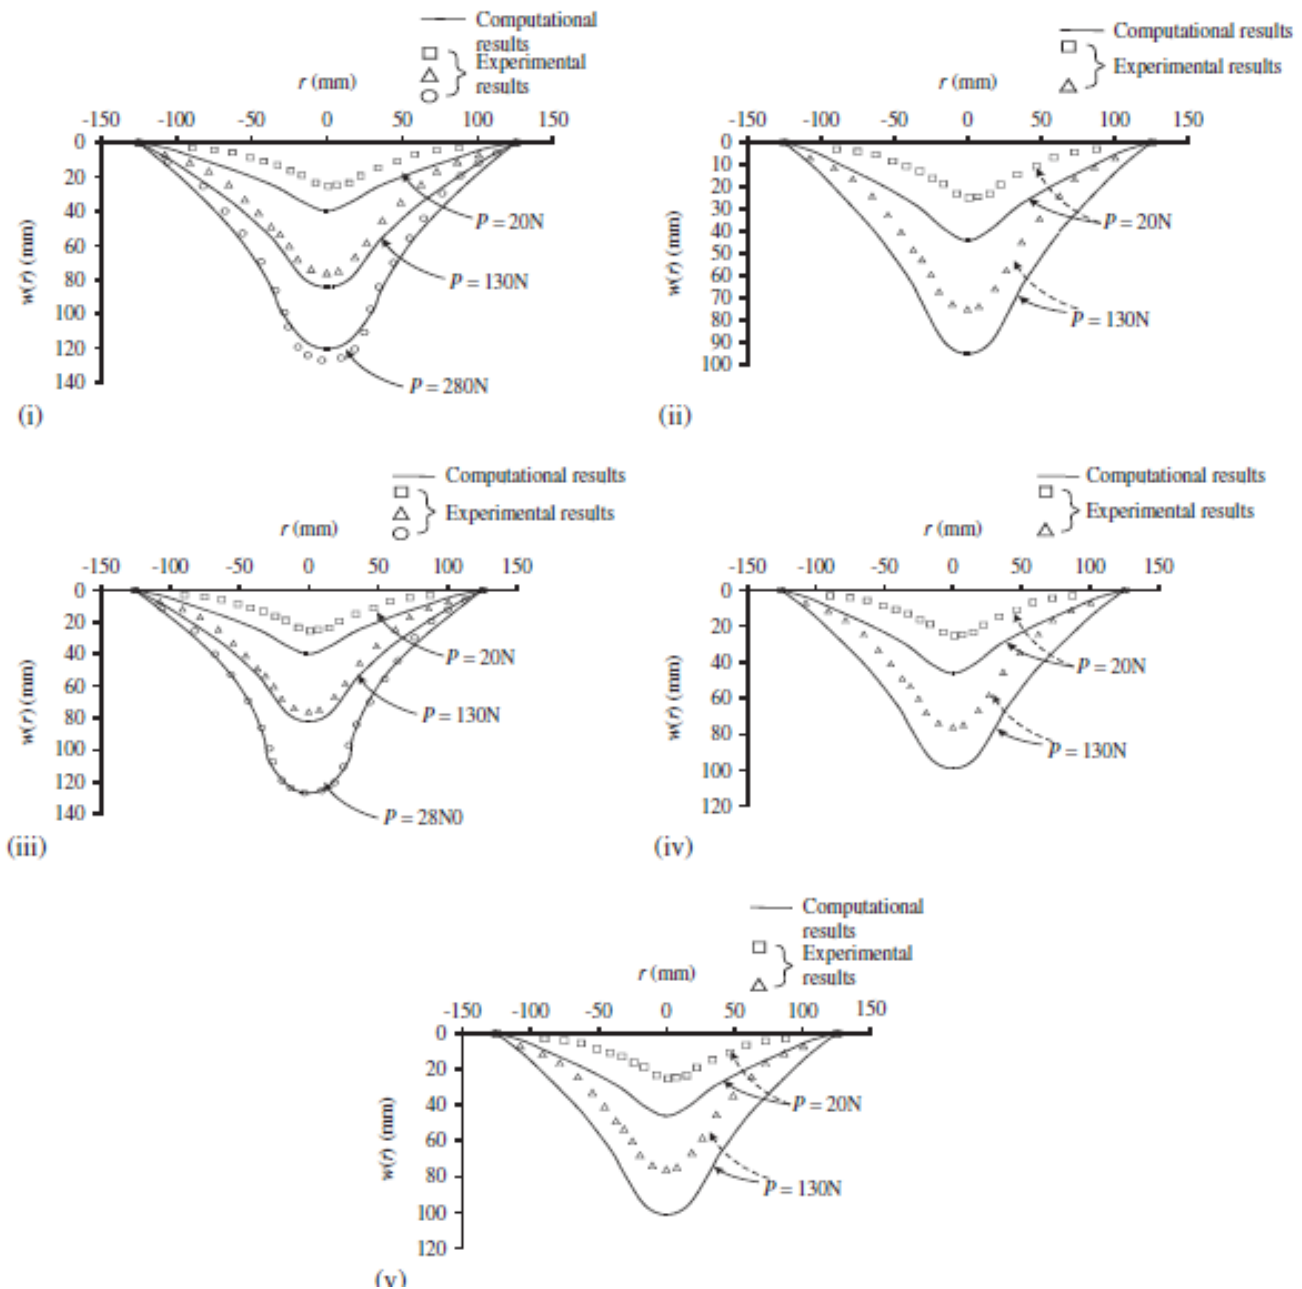 Computational
results
Experimental
results
r (mm)
-150 -100 -50 0 50 100 150
0
20
40
60
80
100
120
140
w(r) (mm)
P = 20N
P = 130N
P = 280N
(i)
Computational results
Experimental results
r (mm)
-150 -100 -50 0 50 100 150
0
10
20
30
40
50
60
70
80
90
100
w(r) (mm)
P = 20N
P = 130N
(ii)
Computational results
Experimental results
r (mm)
-150 -100 -50 0 50 100 150
0
20
40
60
80
100
120
140
w(r) (mm)
P = 20N
P = 130N
P = 28N0
(iii)
Computational results
Experimental results
r (mm)
-150 -100 -50 0 50 100 150
0
20
40
60
80
100
120
w(r) (mm)
P = 20N
P = 130N
(iv)
Computational
results
Experimental
results
r (mm)
-150 -100 -50 0 50 100 150
0
20
40
60
80
100
120
w(r) (mm)
P = 20N
P = 130N
(v)